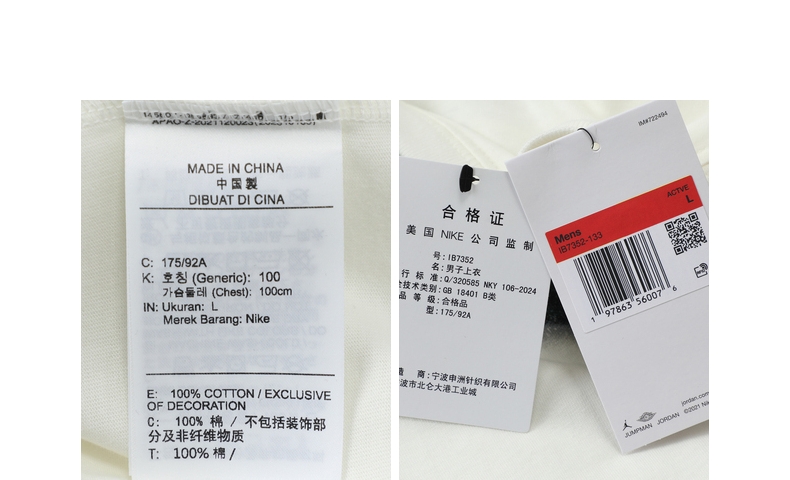 MADE IN CHINA
中国製
DIBUAT DI CINA
C: 175/92A
K: 호칭 (Generic): 100
가슴둘레 (Chest): 100cm
IN: Ukuran: L
Merek Barang: Nike
E: 100% COTTON / EXCLUSIVE
OF DECORATION
C: 100% 棉 / 不包括装饰部
分及非纤维物质
T: 100% 棉 /
合格证
美国 NIKE 公司监制
号: IB7352
名: 男子上衣
行标准: Q/320585 NKY 106-2024
技术类别: GB 18401 B类
品等级: 合格品
型: 175/92A
商: 宁波申洲针织有限公司
波市北仑大港工业城
IM#722494
ACTVE
L
Mens
IB7352-133
1 97863 56007 6
jordan.com
JUMPMAN JORDAN ©2021